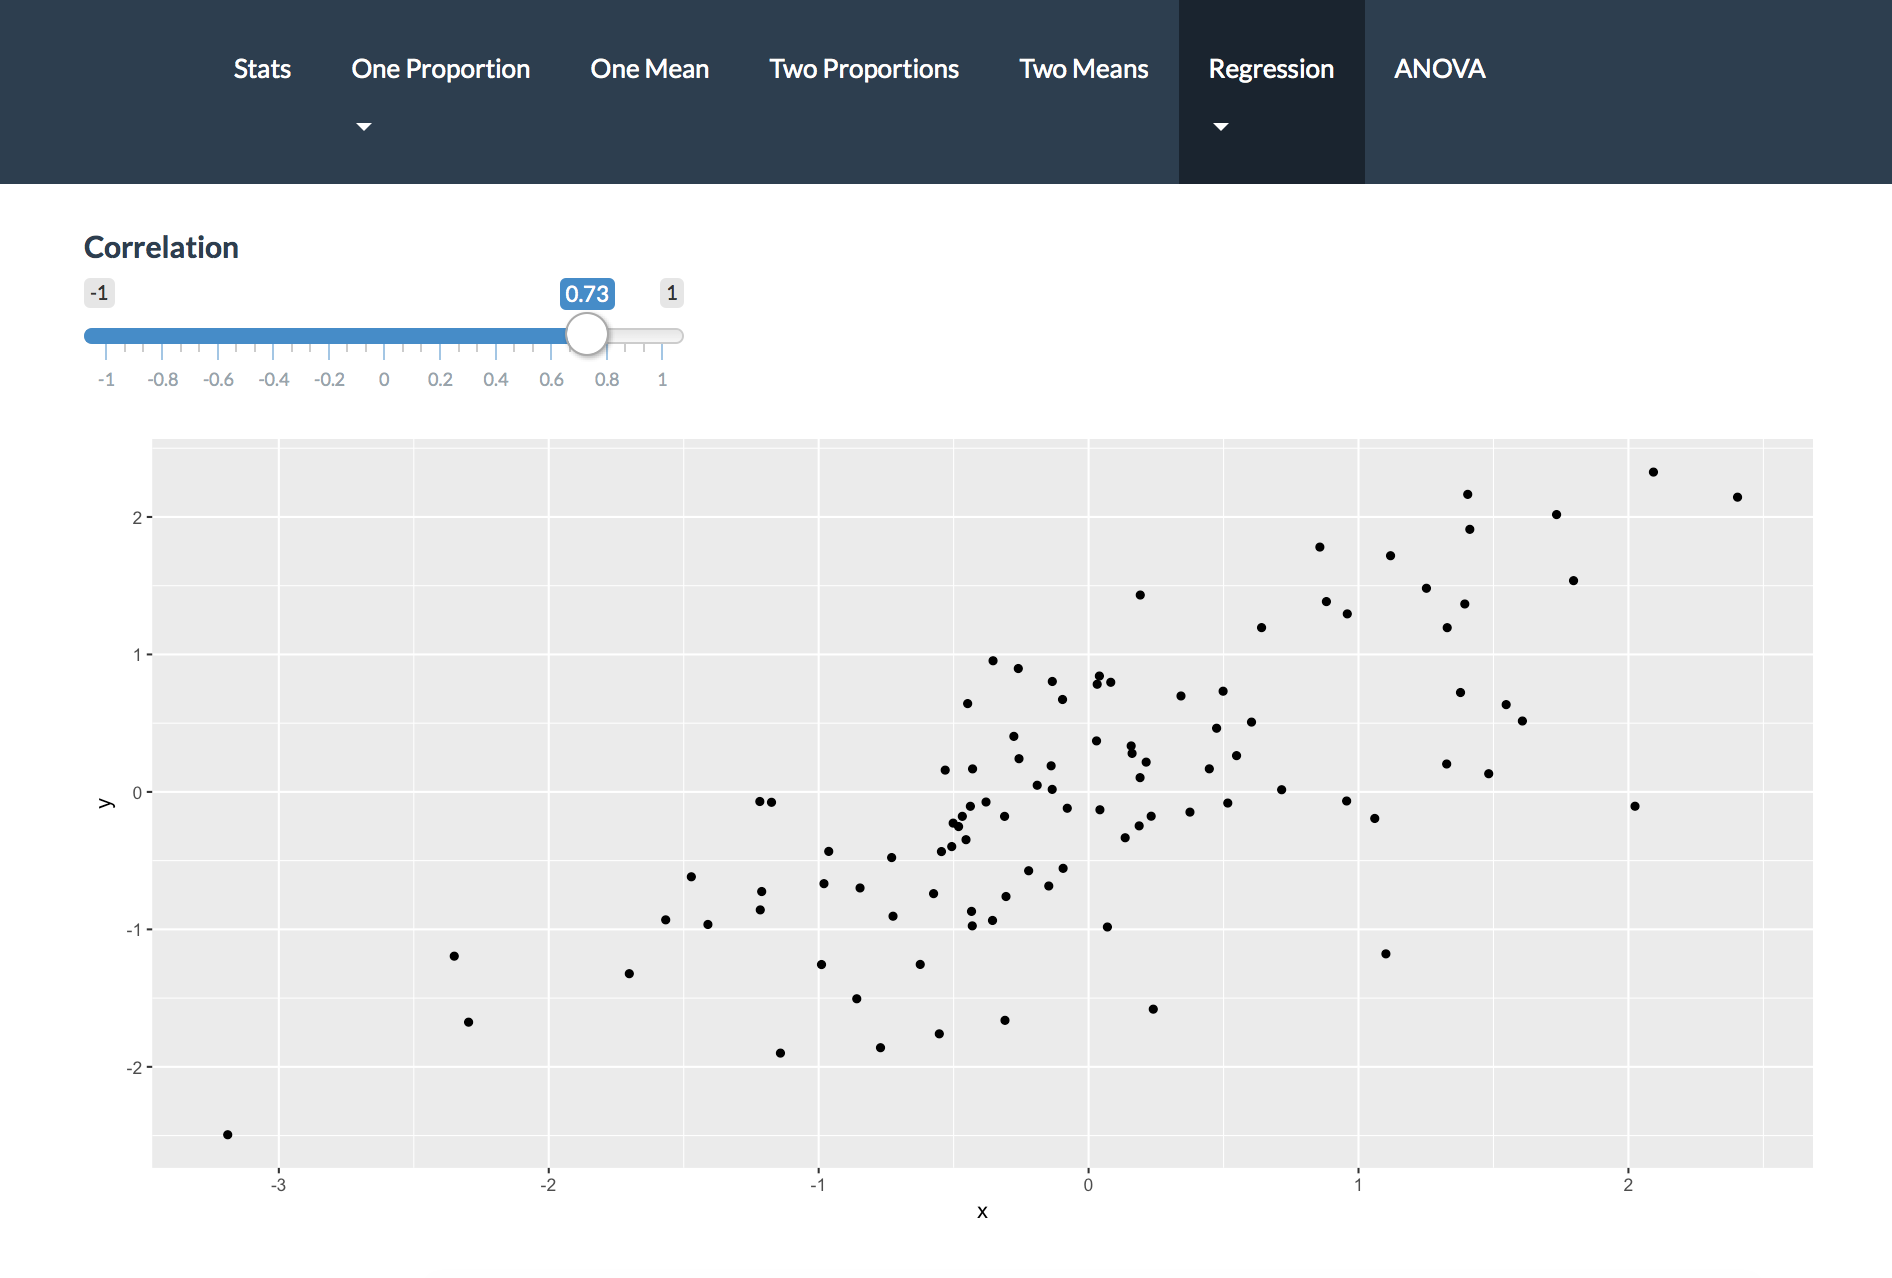 Stats One Proportion One Mean Two Proportions Two Means Regression ANOVA
Correlation
-1 0.73 1
-1 -0.8 -0.6 -0.4 -0.2 0 0.2 0.4 0.6 0.8 1
2
1
0
y
-1
-2
-3 -2 -1 0 1 2
x